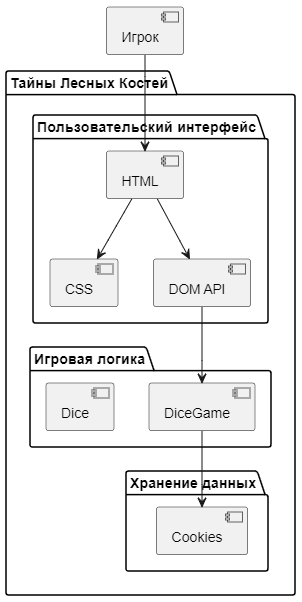 Игрок
Тайны Лесных Костей
Пользовательский интерфейс
HTML
CSS
DOM API
Игровая логика
Dice
DiceGame
Хранение данных
Cookies